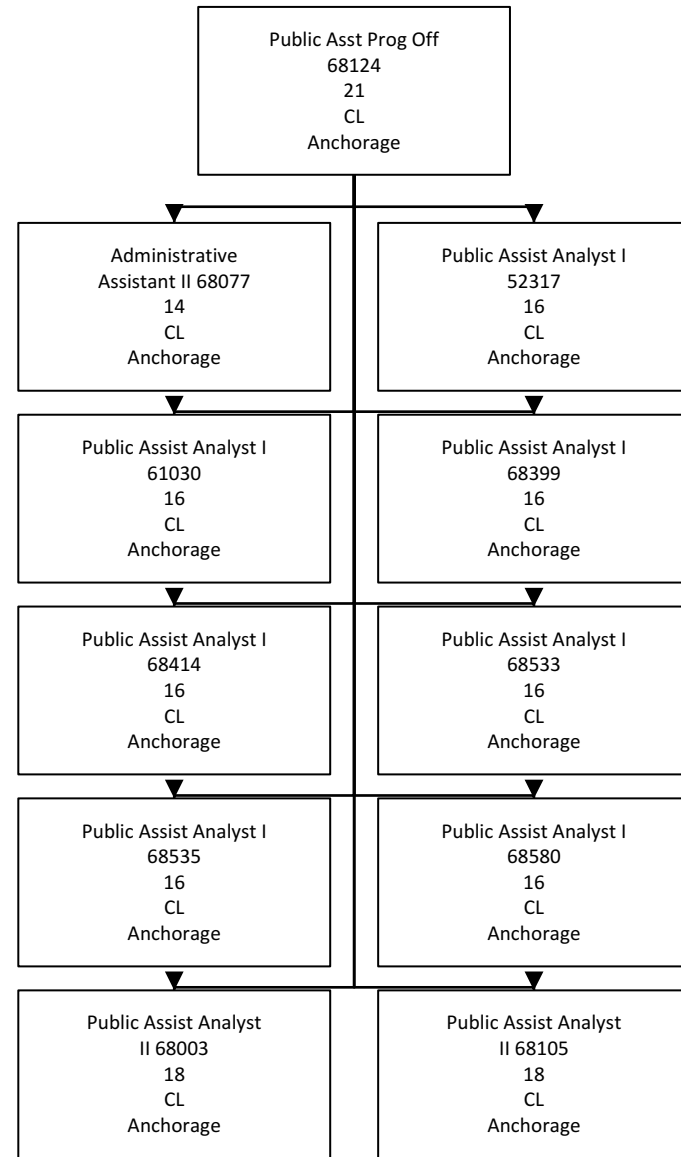 Public Asst Prog Off
68124
21
CL
Anchorage
Administrative
Assistant II 68077
14
CL
Anchorage
Public Assist Analyst I
52317
16
CL
Anchorage
Public Assist Analyst I
61030
16
CL
Anchorage
Public Assist Analyst I
68399
16
CL
Anchorage
Public Assist Analyst I
68414
16
CL
Anchorage
Public Assist Analyst I
68533
16
CL
Anchorage
Public Assist Analyst I
68535
16
CL
Anchorage
Public Assist Analyst I
68580
16
CL
Anchorage
Public Assist Analyst
II 68003
18
CL
Anchorage
Public Assist Analyst
II 68105
18
CL
Anchorage